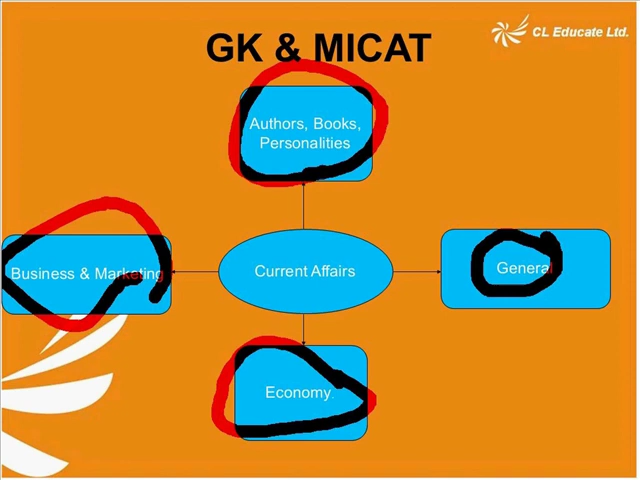 GK & MICAT
CL Educate Ltd.
Authors, Books,
Personalities
Business & Marketing
Current Affairs
General
Economy